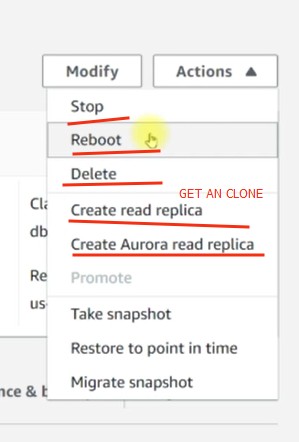 Modify
Actions
Stop
Reboot
Delete
GET AN CLONE
Create read replica
Create Aurora read replica
Promote
Take snapshot
Restore to point in time
Migrate snapshot
Cla
db
Re
us-
nce & b